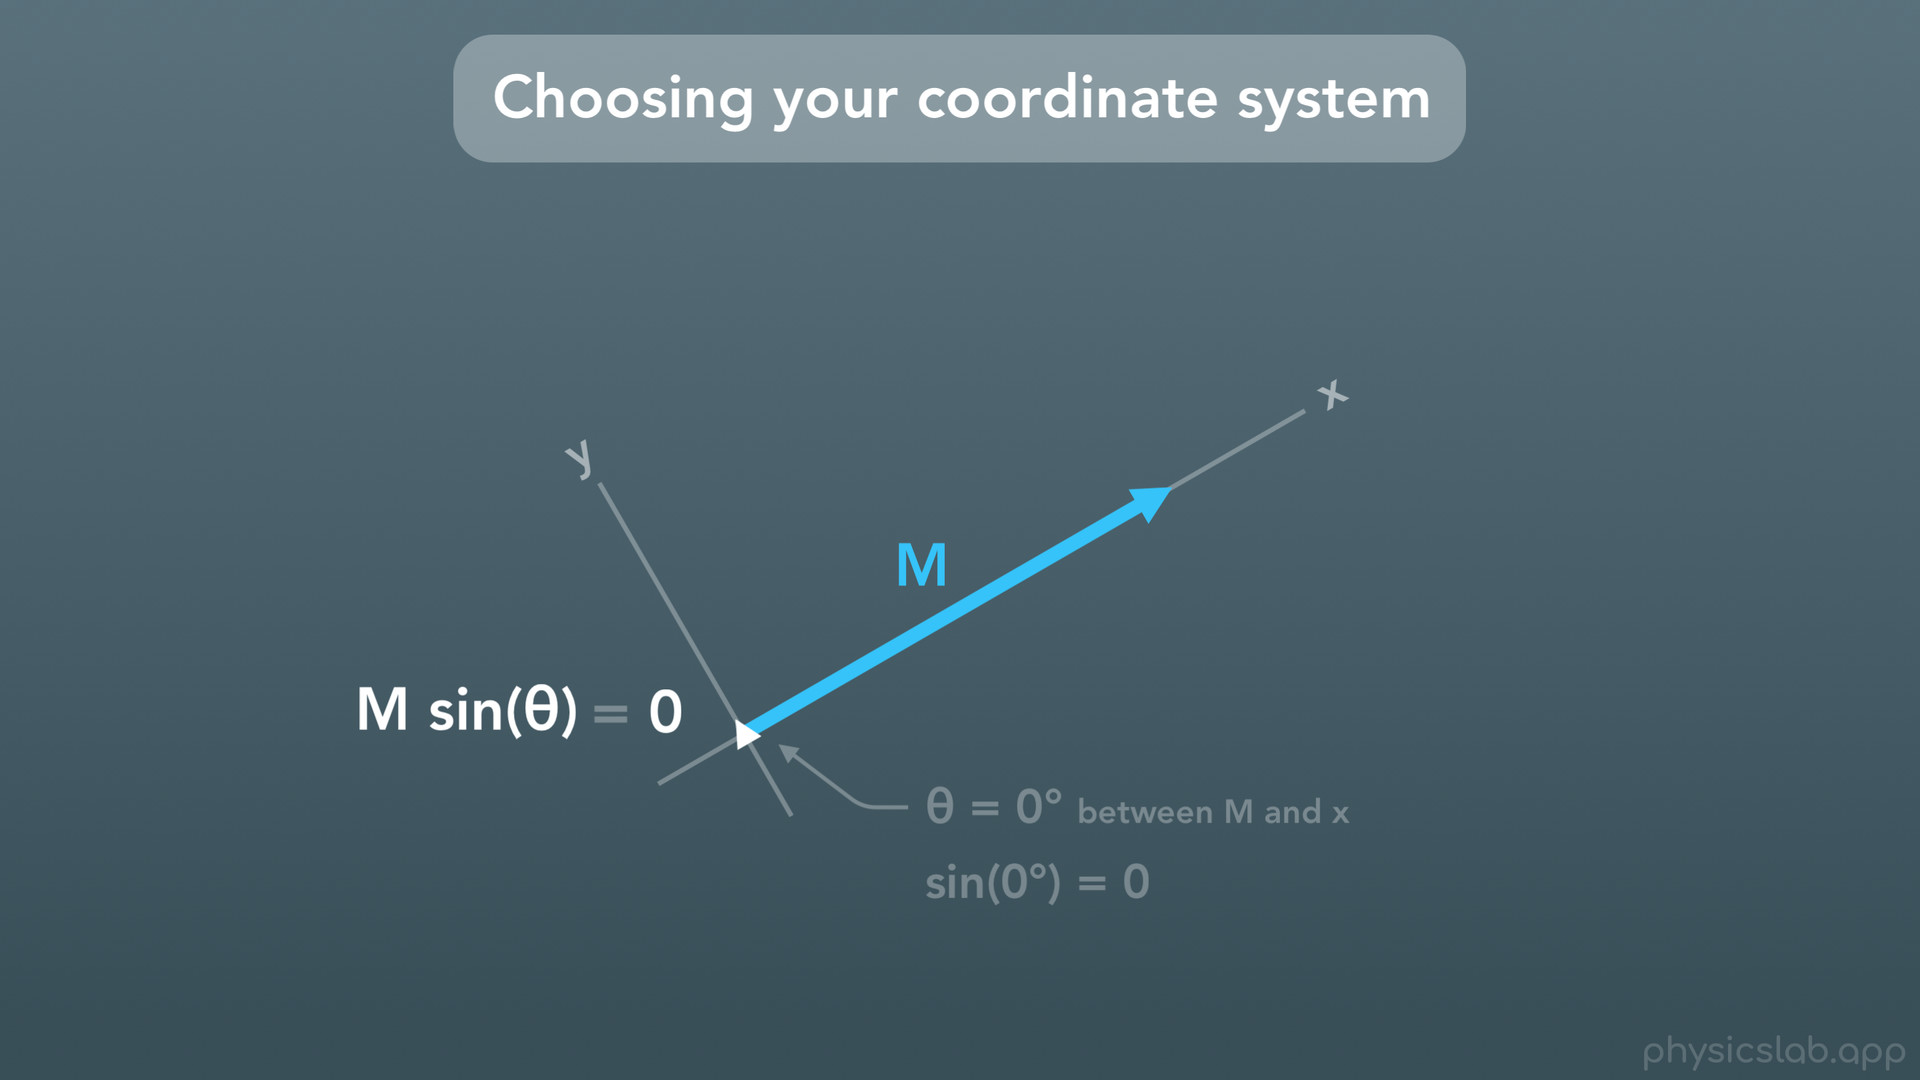 Choosing your coordinate system
x
y
M
M sin(θ) = 0
θ = 0° between M and x
sin(0°) = 0
physicslab.app